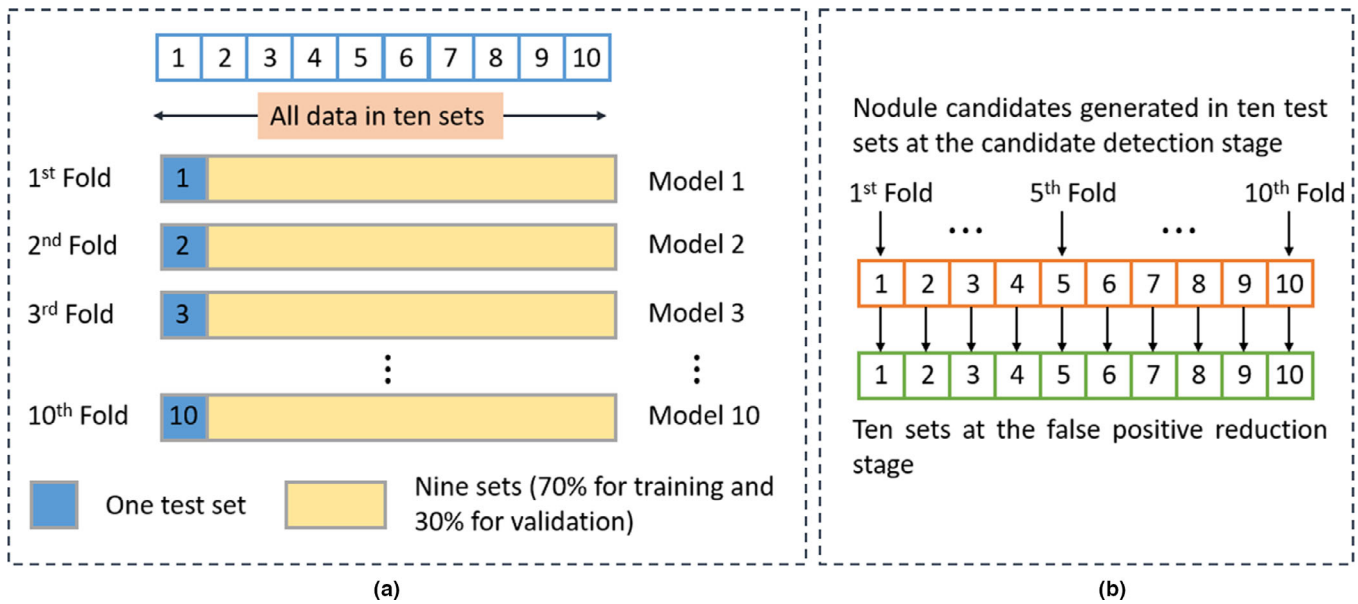 1 2 3 4 5 6 7 8 9 10
All data in ten sets
1st Fold 1 Model 1
2nd Fold 2 Model 2
3rd Fold 3 Model 3
⋮ ⋮
10th Fold 10 Model 10
One test set
Nine sets (70% for training and
30% for validation)
(a)
Nodule candidates generated in ten test
sets at the candidate detection stage
1st Fold 5th Fold 10th Fold
... ...
1 2 3 4 5 6 7 8 9 10
1 2 3 4 5 6 7 8 9 10
Ten sets at the false positive reduction
stage
(b)